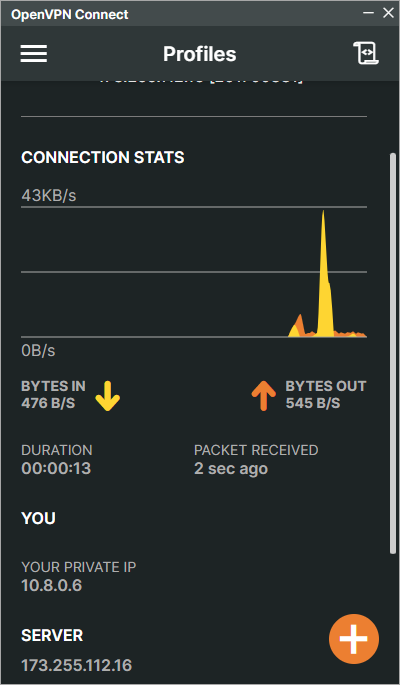 OpenVPN Connect
Profiles
CONNECTION STATS
43KB/s
0B/s
BYTES IN
476 B/S
BYTES OUT
545 B/S
DURATION
00:00:13
PACKET RECEIVED
2 sec ago
YOU
YOUR PRIVATE IP
10.8.0.6
SERVER
173.255.112.16